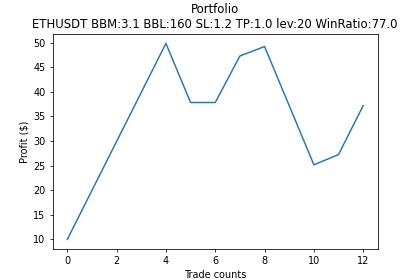 Portfolio
ETHUSDT BBM:3.1 BBL:160 SL:1.2 TP:1.0 lev:20 WinRatio:77.0
50
45
40
35
30
25
20
15
10
Profit ($)
0 2 4 6 8 10 12
Trade counts